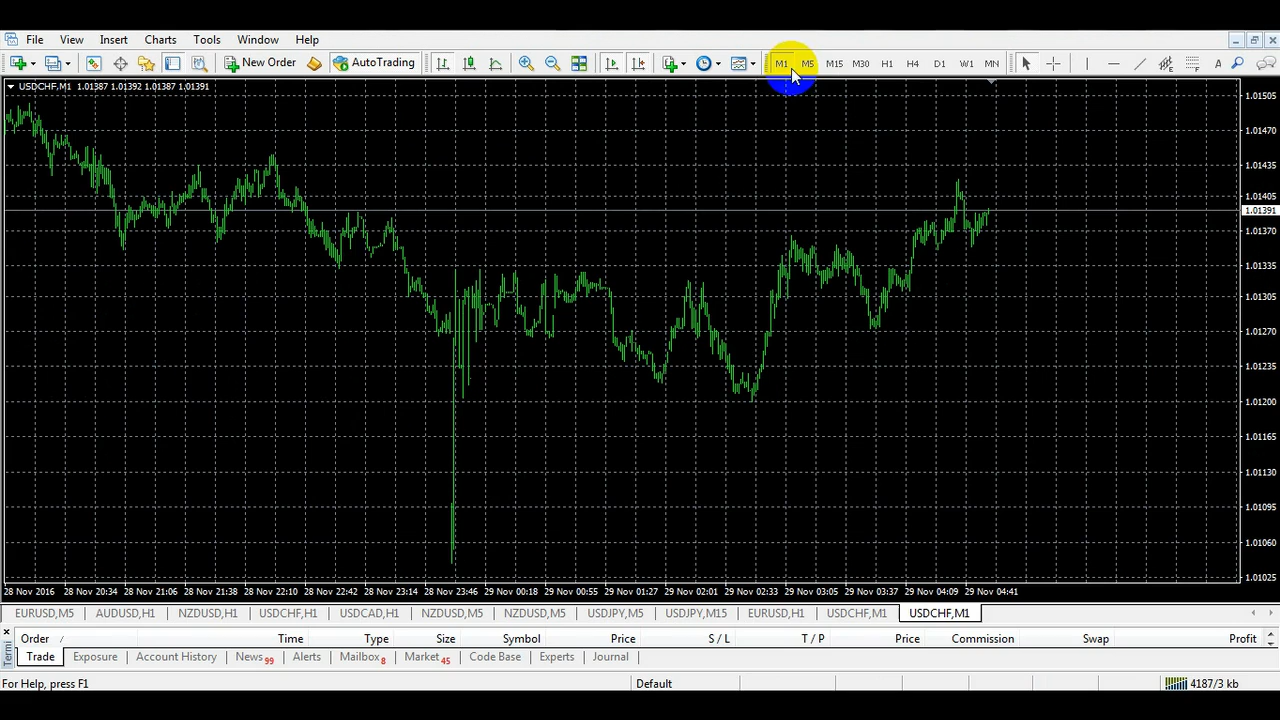 File View Insert Charts Tools Window Help
New Order AutoTrading M1 M5 M15 M30 H1 H4 D1 W1 MN A
USDCHF,M1 1.01387 1.01392 1.01387 1.01391
1.01505
1.01470
1.01435
1.01405
1.01391
1.01370
1.01335
1.01305
1.01270
1.01235
1.01200
1.01165
1.01130
1.01095
1.01060
1.01025
28 Nov 2016 28 Nov 20:34 28 Nov 21:06 28 Nov 21:38 28 Nov 22:10 28 Nov 22:42 28 Nov 23:14 28 Nov 23:46 29 Nov 00:18 29 Nov 00:55 29 Nov 01:27 29 Nov 02:01 29 Nov 02:33 29 Nov 03:05 29 Nov 03:37 29 Nov 04:09 29 Nov 04:41
EURUSD,M5 AUDUSD,H1 NZDUSD,H1 USDCHF,H1 USDCAD,H1 NZDUSD,M5 NZDUSD,M5 USDJPY,M5 USDJPY,M15 EURUSD,H1 USDCHF,M1 USDCHF,M1
Order / Time Type Size Symbol Price S / L T / P Price Commission Swap Profit
Termi
Trade Exposure Account History News 99 Alerts Mailbox 8 Market 45 Code Base Experts Journal
For Help, press F1 Default 4187/3 kb